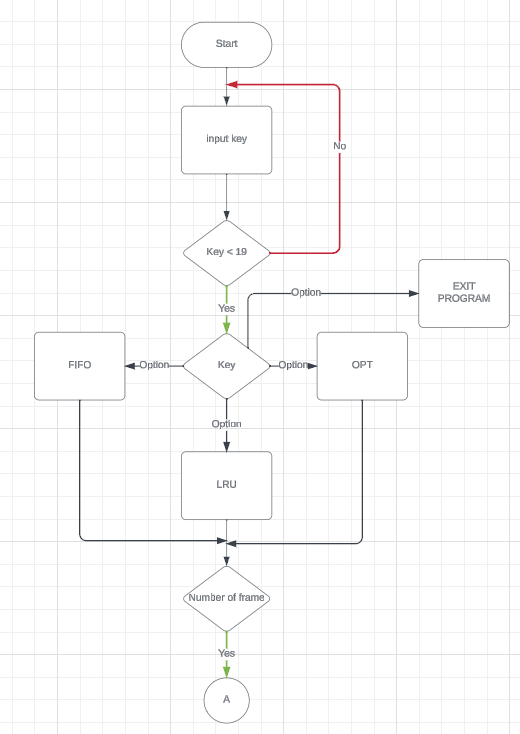 Start
input key
No
Key < 19
EXIT
PROGRAM
Option
Yes
FIFO
Option
Key
Option
OPT
Option
LRU
Number of frame
Yes
A